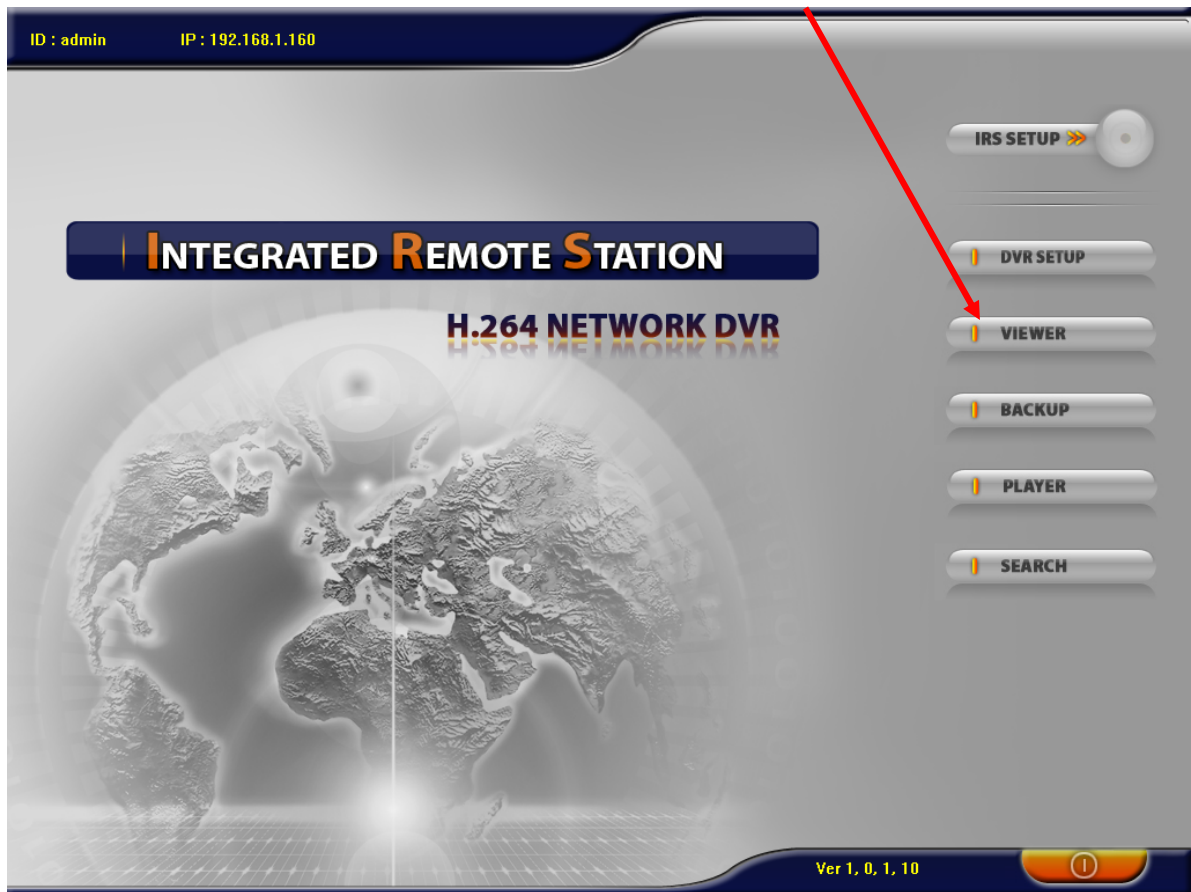 ID : admin IP : 192.168.1.160
IRS SETUP
INTEGRATED REMOTE STATION
H.264 NETWORK DVR
DVR SETUP
VIEWER
BACKUP
PLAYER
SEARCH
Ver 1, 0, 1, 10